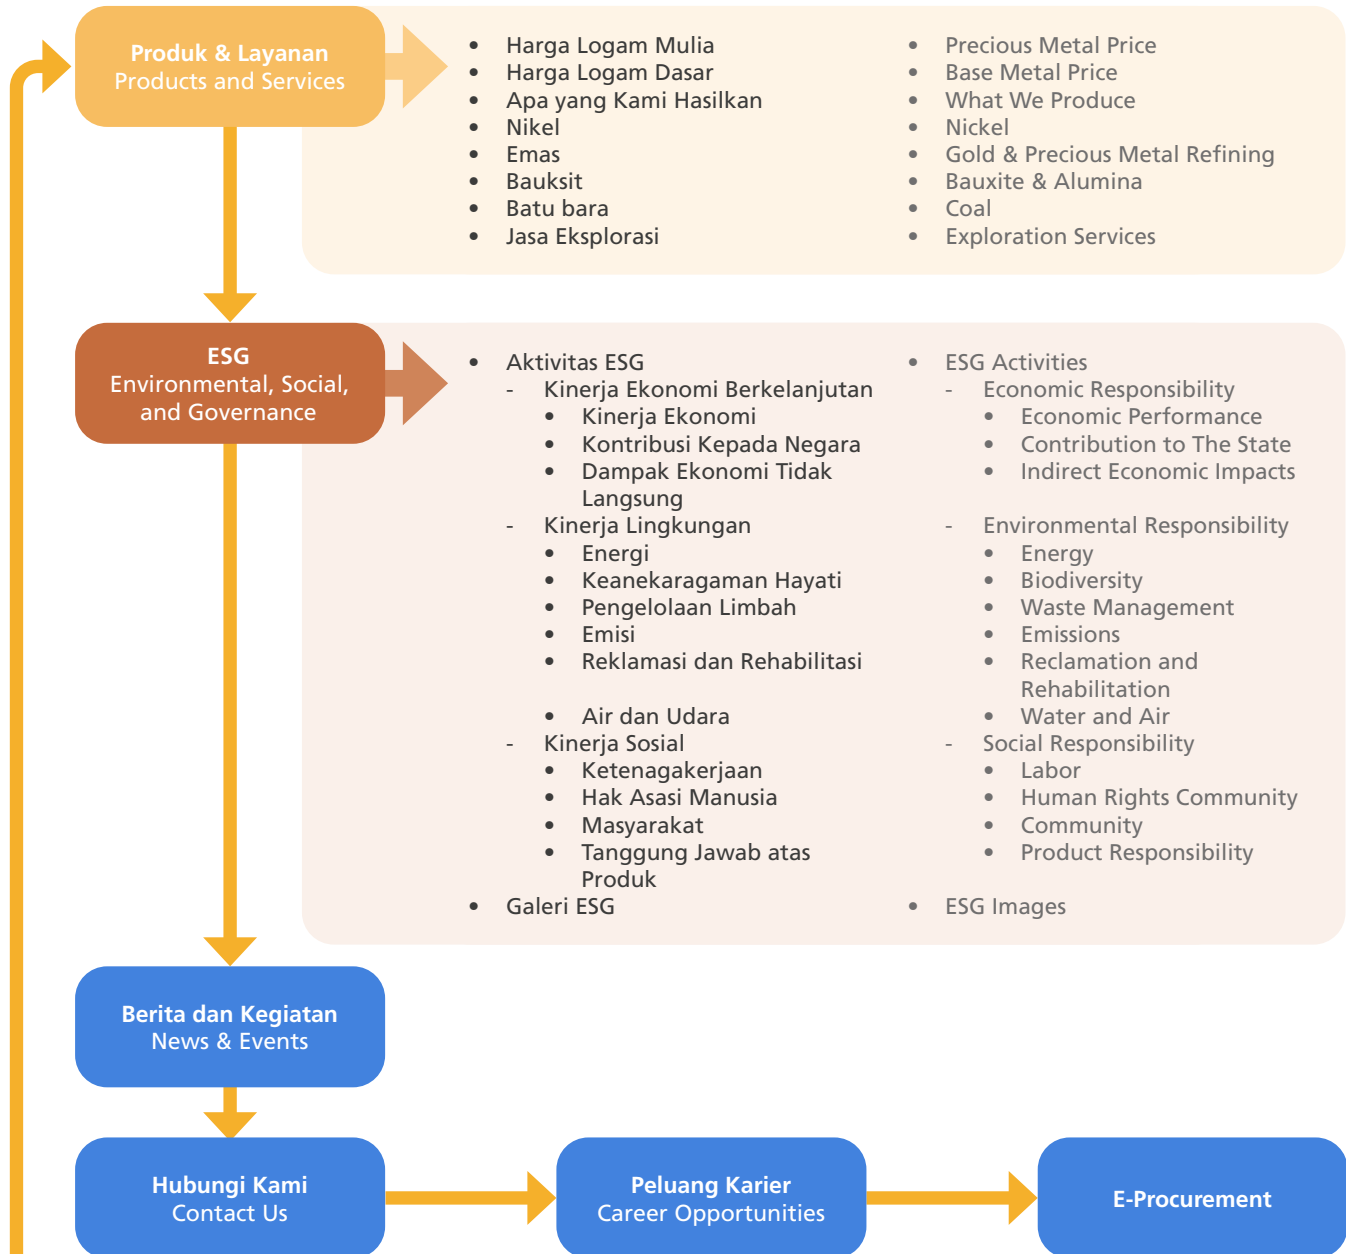 Produk & Layanan
Products and Services
• Harga Logam Mulia
• Harga Logam Dasar
• Apa yang Kami Hasilkan
• Nikel
• Emas
• Bauksit
• Batu bara
• Jasa Eksplorasi
• Precious Metal Price
• Base Metal Price
• What We Produce
• Nickel
• Gold & Precious Metal Refining
• Bauxite & Alumina
• Coal
• Exploration Services
ESG
Environmental, Social,
and Governance
• Aktivitas ESG
- Kinerja Ekonomi Berkelanjutan
• Kinerja Ekonomi
• Kontribusi Kepada Negara
• Dampak Ekonomi Tidak
Langsung
- Kinerja Lingkungan
• Energi
• Keanekaragaman Hayati
• Pengelolaan Limbah
• Emisi
• Reklamasi dan Rehabilitasi
• Air dan Udara
- Kinerja Sosial
• Ketenagakerjaan
• Hak Asasi Manusia
• Masyarakat
• Tanggung Jawab atas
Produk
• Galeri ESG
• ESG Activities
- Economic Responsibility
• Economic Performance
• Contribution to The State
• Indirect Economic Impacts
- Environmental Responsibility
• Energy
• Biodiversity
• Waste Management
• Emissions
• Reclamation and
Rehabilitation
• Water and Air
- Social Responsibility
• Labor
• Human Rights Community
• Community
• Product Responsibility
• ESG Images
Berita dan Kegiatan
News & Events
Hubungi Kami
Contact Us
Peluang Karier
Career Opportunities
E-Procurement